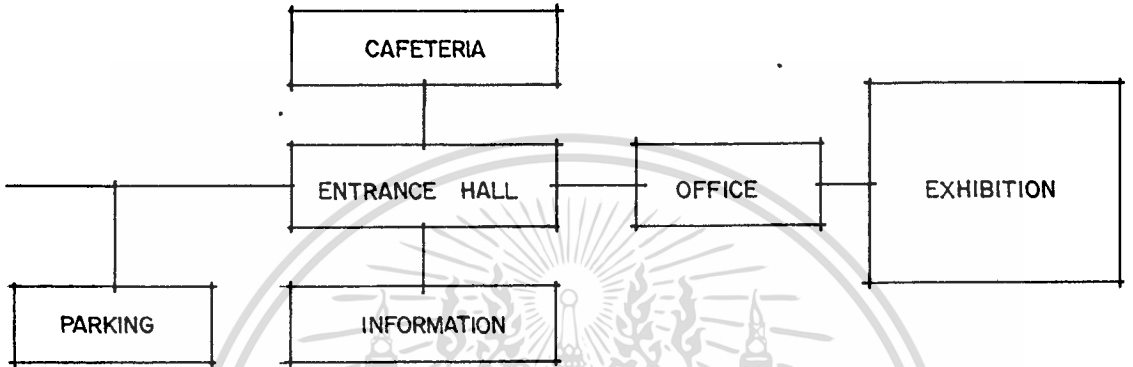 CAFETERIA
ENTRANCE HALL
OFFICE
EXHIBITION
PARKING
INFORMATION